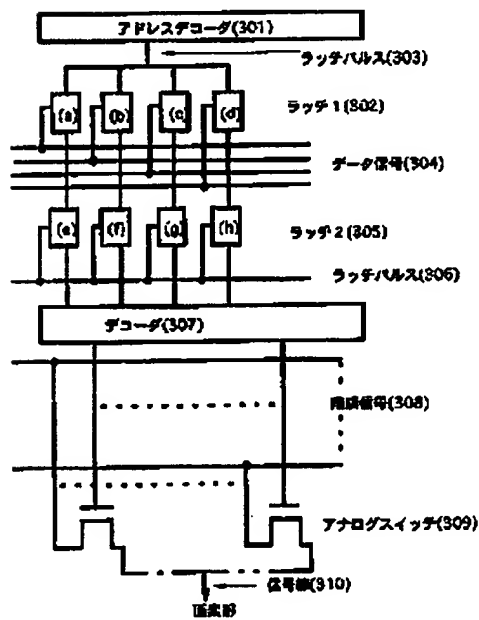 アドレスデコーダ(301)
ラッチパルス(303)
(a) (b) (c) (d)
ラッチ1(302)
データ信号(304)
(e) (f) (g) (h)
ラッチ2(305)
ラッチパルス(306)
デコーダ(307)
階調信号(308)
アナログスイッチ(309)
信号線(310)